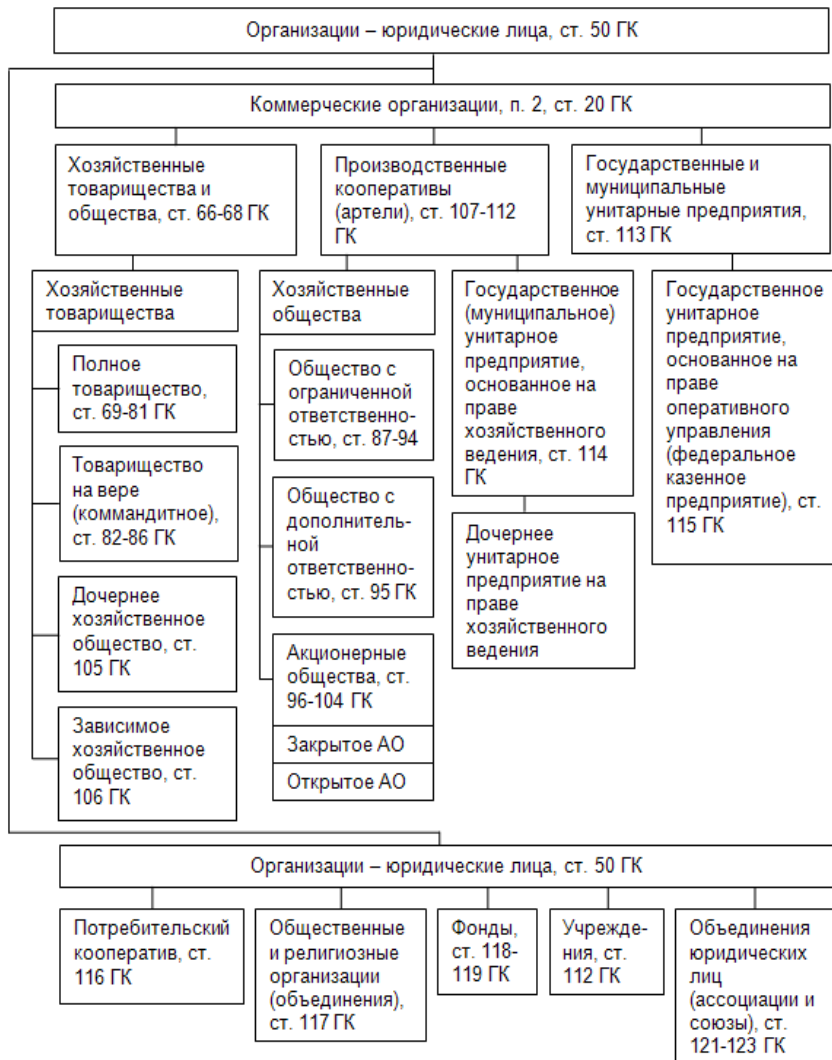 Организации – юридические лица, ст. 50 ГК
Коммерческие организации, п. 2, ст. 20 ГК
Хозяйственные
товарищества и
общества, ст. 66-68 ГК
Производственные
кооперативы
(артели), ст. 107-112
ГК
Государственные и
муниципальные
унитарные предприятия,
ст. 113 ГК
Хозяйственные
товарищества
Полное
товарищество,
ст. 69-81 ГК
Товарищество
на вере
(коммандитное),
ст. 82-86 ГК
Дочернее
хозяйственное
общество, ст.
105 ГК
Зависимое
хозяйственное
общество, ст.
106 ГК
Хозяйственные
общества
Общество с
ограниченной
ответственно-
стью, ст. 87-94
Общество с
дополнитель-
ной
ответственно-
стью, ст. 95 ГК
Акционерные
общества, ст.
96-104 ГК
Закрытое АО
Открытое АО
Государственное
(муниципальное)
унитарное
предприятие,
основанное на
праве
хозяйственного
ведения, ст. 114
ГК
Дочернее
унитарное
предприятие на
праве
хозяйственного
ведения
Государственное
унитарное
предприятие,
основанное на
праве
оперативного
управления
(федеральное
казенное
предприятие), ст.
115 ГК
Организации – юридические лица, ст. 50 ГК
Потребительский
кооператив, ст.
116 ГК
Общественные
и религиозные
организации
(объединения),
ст. 117 ГК
Фонды,
ст. 118-
119 ГК
Учрежде-
ния, ст.
112 ГК
Объединения
юридических
лиц
(ассоциации и
союзы), ст.
121-123 ГК